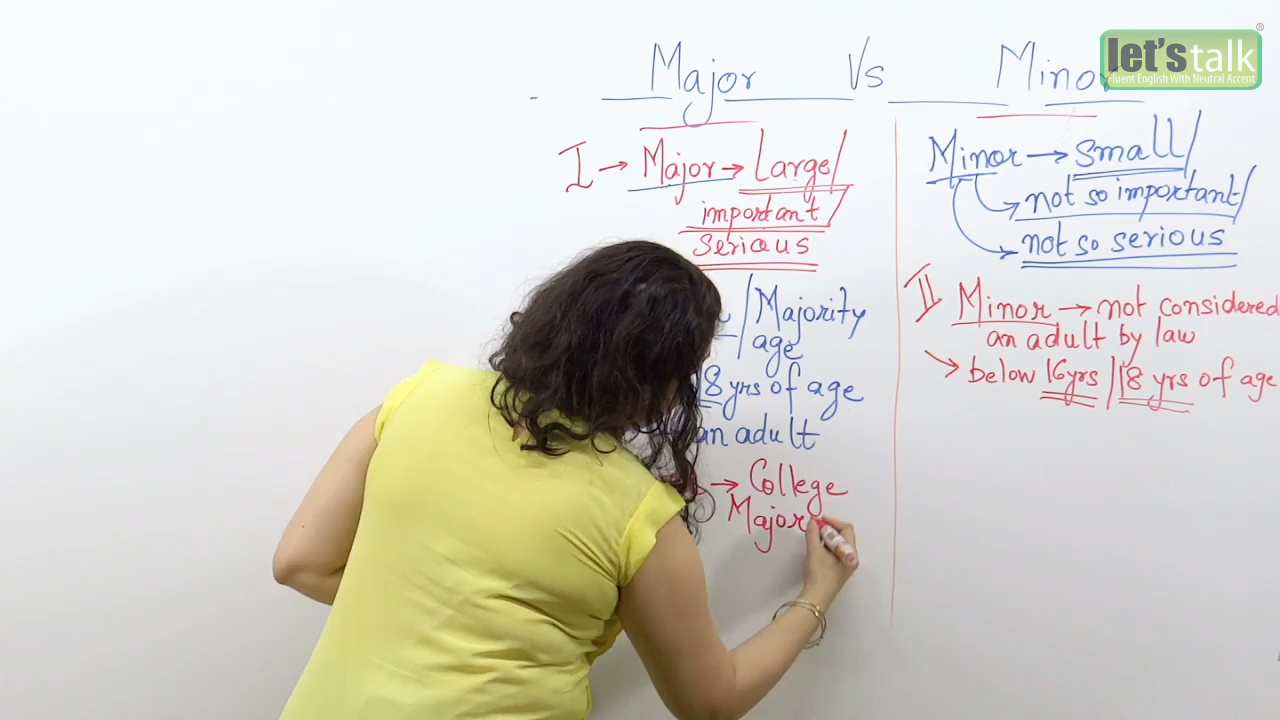 Major Vs Minor
let's talk ®
Fluent English With Neutral Accent
I → Major → Large/
important/
Serious
/Majority
age
18 yrs of age
an adult
→ College
Major
Minor → small/
→ not so important/
→ not so serious
II Minor → not considered
an adult by law
→ below 16yrs / 18 yrs of age